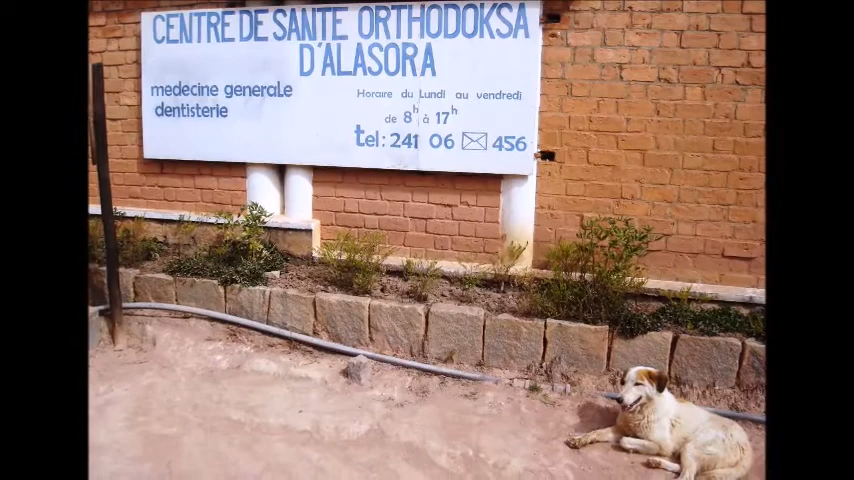 CENTRE DE SANTE ORTHODOKSA
D'ALASORA
medecine generale
dentisterie
Horaire du Lundi au vendredi
de 8h à 17h
tel: 241 06 456